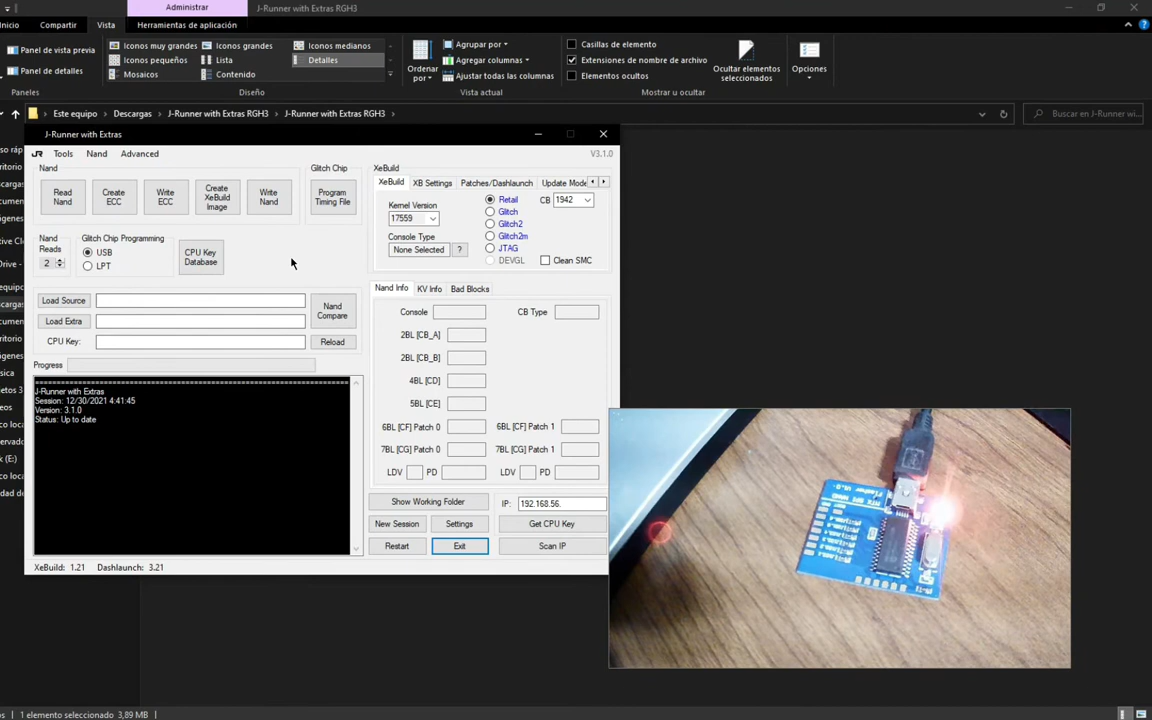 Administrar
J-Runner with Extras RGH3
Inicio
Compartir
Vista
Herramientas de aplicación
Panel de vista previa
Panel de detalles
Iconos muy grandes
Iconos grandes
Iconos medianos
Iconos pequeños
Lista
Detalles
Mosaicos
Contenido
Ordenar por
Agrupar por
Agregar columnas
Ajustar todas las columnas
Casillas de elemento
Extensiones de nombre de archivo
Elementos ocultos
Ocultar elementos seleccionados
Opciones
Paneles
Diseño
Vista actual
Mostrar u ocultar
Este equipo
Descargas
J-Runner with Extras RGH3
J-Runner with Extras RGH3
Buscar en J-Runner wi...
J-Runner with Extras
JR
Tools
Nand
Advanced
V3.1.0
Nand
Read Nand
Create ECC
Write ECC
Create XeBuild Image
Write Nand
Glitch Chip
Program Timing File
Nand Reads
2
Glitch Chip Programming
USB
LPT
CPU Key Database
Load Source
Load Extra
CPU Key:
Nand Compare
Reload
Progress
J-Runner with Extras
Session: 12/30/2021 4:41:45
Version: 3.1.0
Status: Up to date
XeBuild
XeBuild
XB Settings
Patches/Dashlaunch
Update Mode
Kernel Version
17559
Console Type
None Selected
?
Retail
Glitch
Glitch2
Glitch2m
JTAG
DEVGL
CB
1942
Clean SMC
Nand Info
KV Info
Bad Blocks
Console
CB Type
2BL [CB_A]
2BL [CB_B]
4BL [CD]
5BL [CE]
6BL [CF] Patch 0
6BL [CF] Patch 1
7BL [CG] Patch 0
7BL [CG] Patch 1
LDV
PD
LDV
PD
Show Working Folder
IP:
192.168.56.
New Session
Settings
Get CPU Key
Restart
Exit
Scan IP
XeBuild: 1.21
Dashlaunch: 3.21
1 elemento seleccionado
3,89 MB